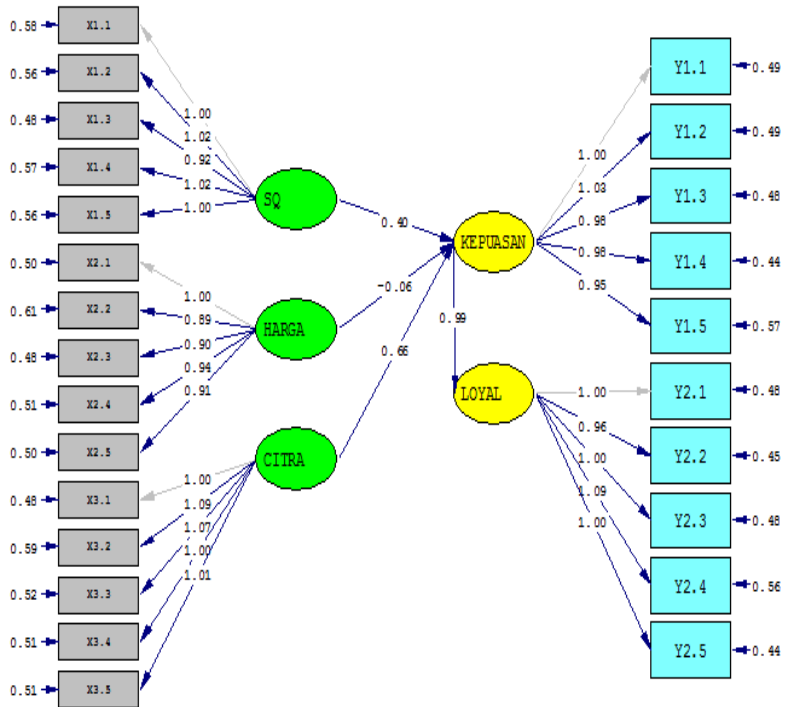 0.58 X1.1
0.56 X1.2
0.48 X1.3
0.57 X1.4
0.56 X1.5
0.50 X2.1
0.61 X2.2
0.48 X2.3
0.51 X2.4
0.50 X2.5
0.48 X3.1
0.59 X3.2
0.52 X3.3
0.51 X3.4
0.51 X3.5
1.00
1.02
0.92
1.02
1.00
1.00
0.89
0.90
0.94
0.91
1.00
1.09
1.07
1.00
1.01
SQ
HARGA
CITRA
0.40
-0.06
0.66
KEPUASAN
0.99
LOYAL
1.00
1.03
0.98
0.98
0.95
1.00
0.96
1.00
1.09
1.00
Y1.1 0.49
Y1.2 0.49
Y1.3 0.48
Y1.4 0.44
Y1.5 0.57
Y2.1 0.48
Y2.2 0.45
Y2.3 0.48
Y2.4 0.56
Y2.5 0.44